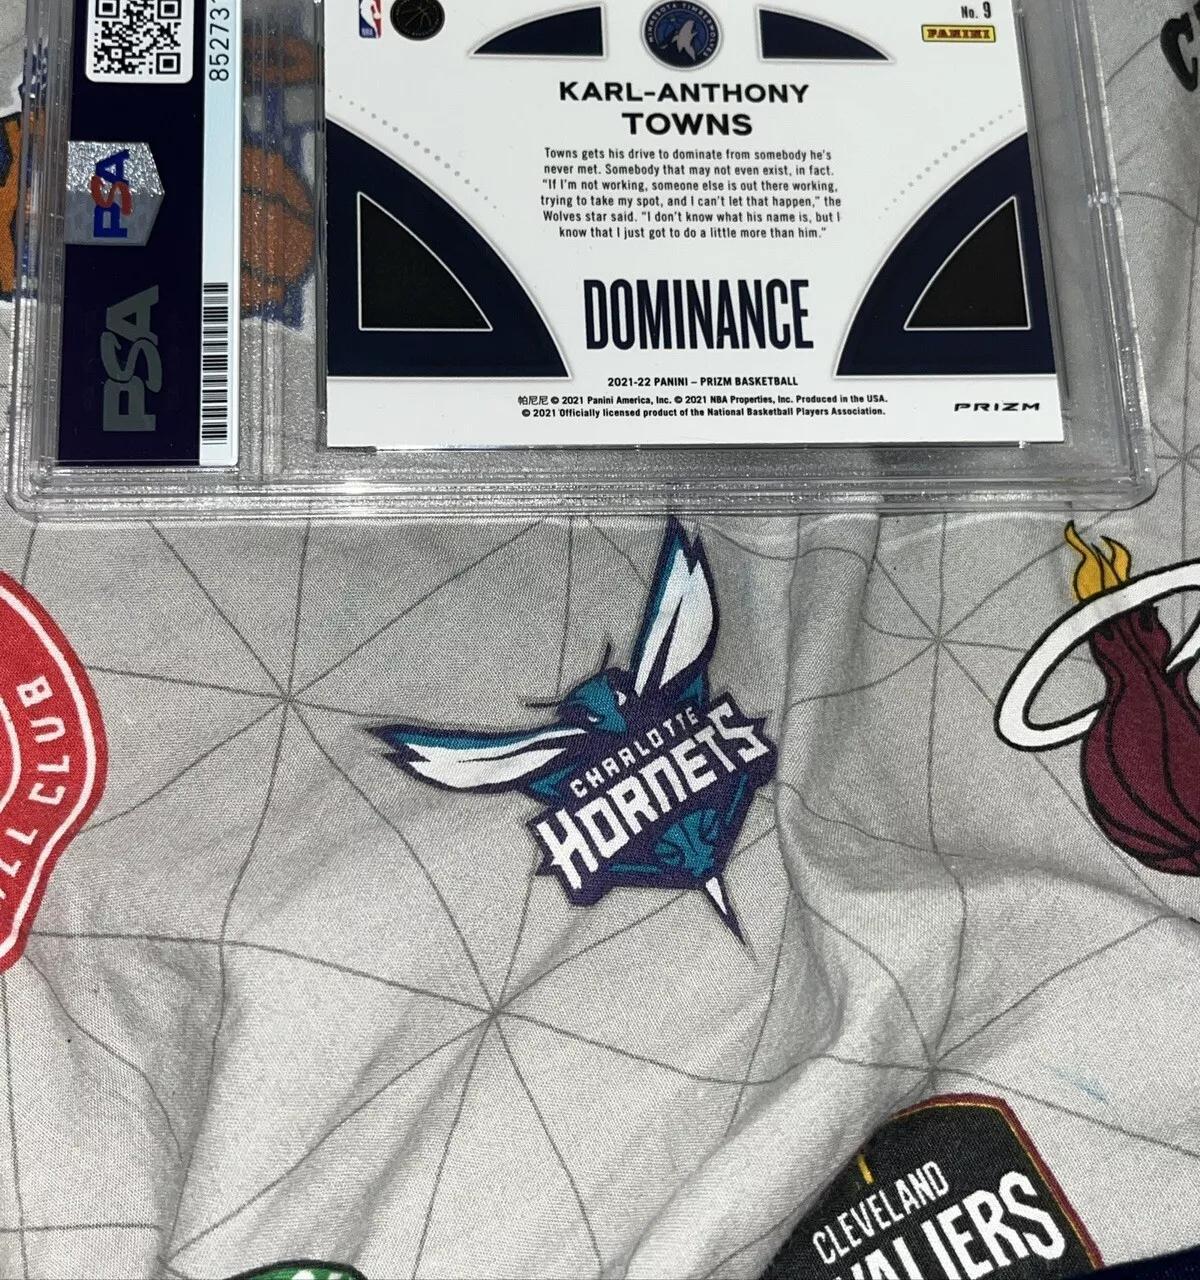 852731
PSA
PSA
No. 9
PANINI
MINNESOTA TIMBERWOLVES
KARL-ANTHONY
TOWNS
Towns gets his drive to dominate from somebody he's
never met. Somebody that may not even exist, in fact.
"If I'm not working, someone else is out there working,
trying to take my spot, and I can't let that happen," the
Wolves star said. "I don't know what his name is, but I
know that I just got to do a little more than him."
DOMINANCE
2021-22 PANINI – PRIZM BASKETBALL
帕尼尼 © 2021 Panini America, Inc. © 2021 NBA Properties, Inc. Produced in the USA.
© 2021 Officially licensed product of the National Basketball Players Association.
PRIZM
CHARLOTTE
HORNETS
CLUB
CLEVELAND
VALIERS